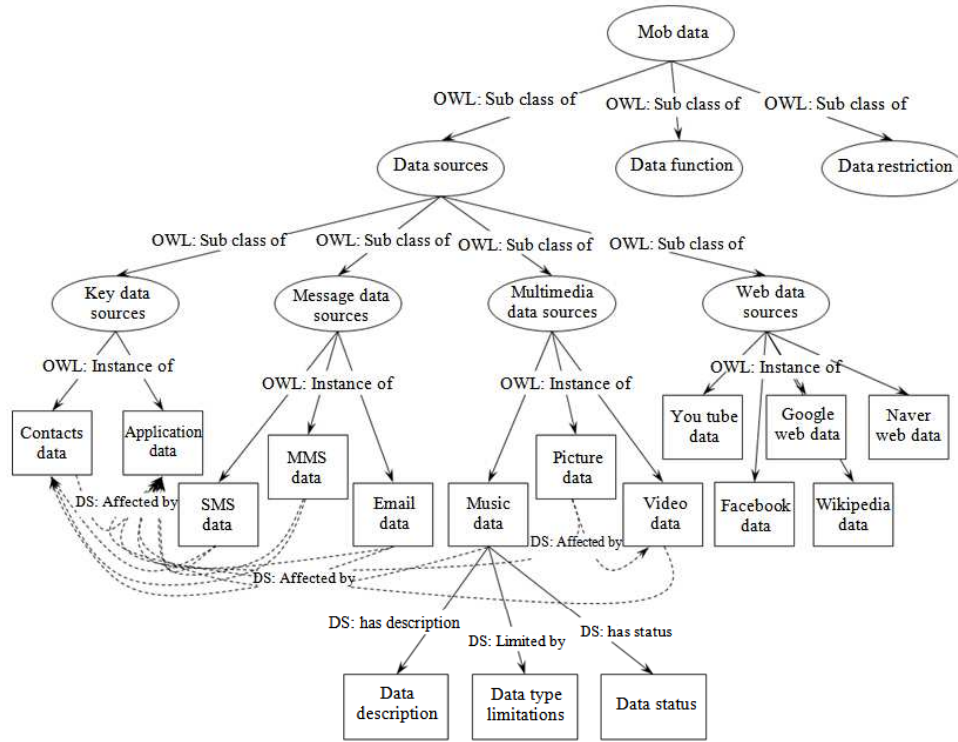 Mob data
OWL: Sub class of
OWL: Sub class of
OWL: Sub class of
Data sources
Data function
Data restriction
OWL: Sub class of
OWL: Sub class of
OWL: Sub class of
OWL: Sub class of
Key data
sources
Message data
sources
Multimedia
data sources
Web data
sources
OWL: Instance of
OWL: Instance of
OWL: Instance of
OWL: Instance of
Contacts
data
Application
data
MMS
data
Picture
data
You tube
data
Google
web data
Naver
web data
DS: Affected by
SMS
data
Email
data
Music
data
Video
data
Facebook
data
Wikipedia
data
DS: Affected by
DS: Affected by
DS: has description
DS: Limited by
DS: has status
Data
description
Data type
limitations
Data status